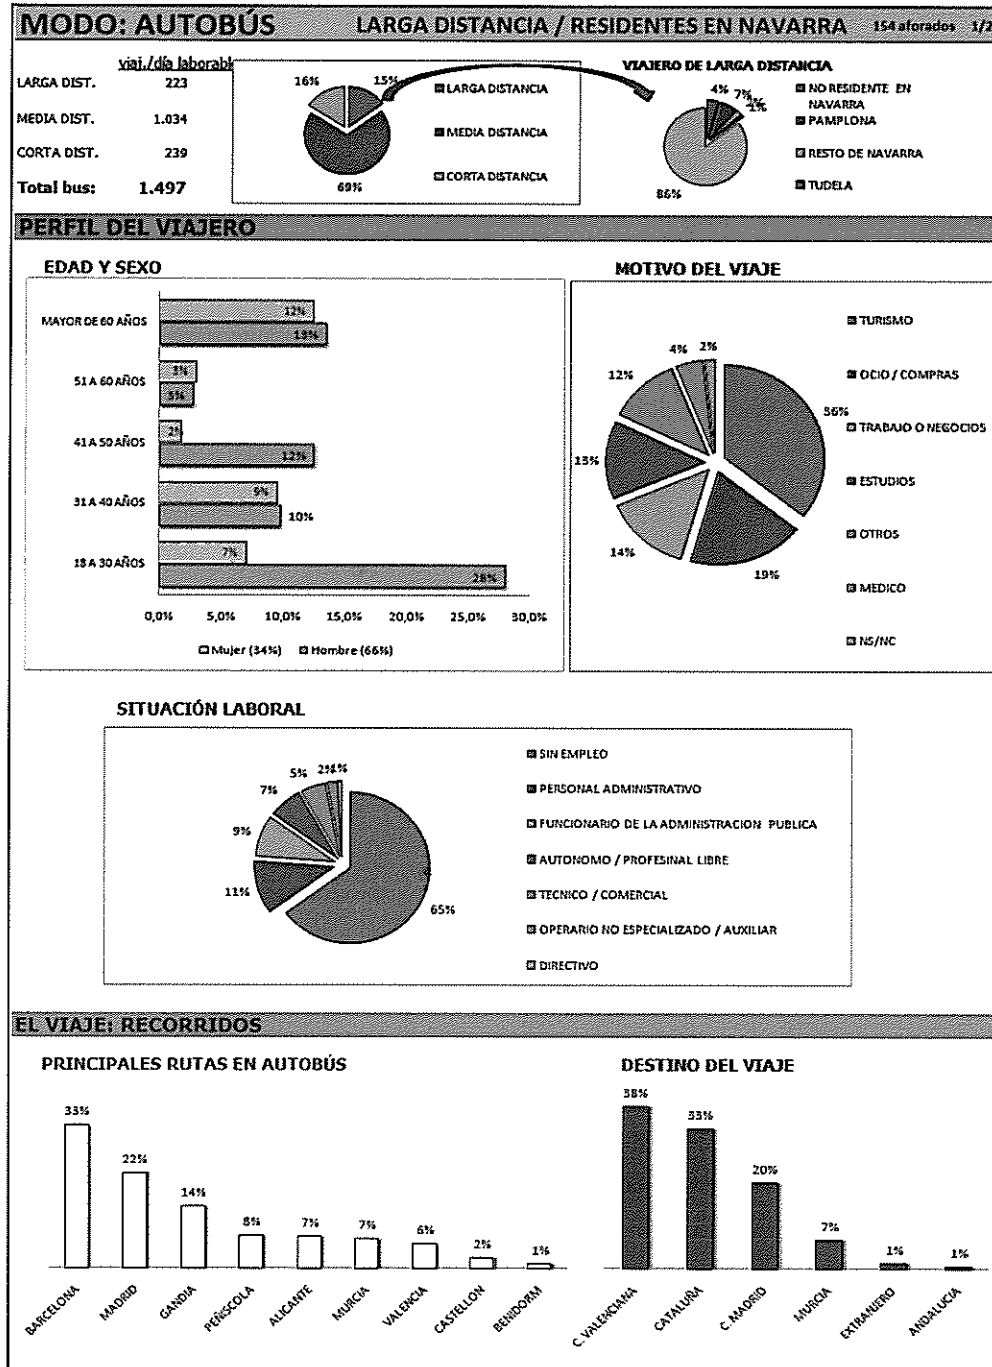 MODO: AUTOBÚS LARGA DISTANCIA / RESIDENTES EN NAVARRA 154 aforados 1/2
viaj./día laborable
LARGA DIST. 223
MEDIA DIST. 1.034
CORTA DIST. 239
Total bus: 1.497
16%
15%
69%
LARGA DISTANCIA
MEDIA DISTANCIA
CORTA DISTANCIA
VIAJERO DE LARGA DISTANCIA
4%
7%
1%
86%
NO RESIDENTE EN
NAVARRA
PAMPLONA
RESTO DE NAVARRA
TUDELA
PERFIL DEL VIAJERO
EDAD Y SEXO
MAYOR DE 60 AÑOS
12%
13%
51 A 60 AÑOS
3%
3%
41 A 50 AÑOS
2%
12%
31 A 40 AÑOS
9%
10%
18 A 30 AÑOS
7%
28%
0,0% 5,0% 10,0% 15,0% 20,0% 25,0% 30,0%
Mujer (34%) Hombre (66%)
MOTIVO DEL VIAJE
2%
4%
12%
36%
13%
14%
19%
TURISMO
OCIO / COMPRAS
TRABAJO O NEGOCIOS
ESTUDIOS
OTROS
MEDICO
NS/NC
SITUACIÓN LABORAL
5% 2% 1%
7%
9%
11%
65%
SIN EMPLEO
PERSONAL ADMINISTRATIVO
FUNCIONARIO DE LA ADMINISTRACION PUBLICA
AUTONOMO / PROFESINAL LIBRE
TECNICO / COMERCIAL
OPERARIO NO ESPECIALIZADO / AUXILIAR
DIRECTIVO
EL VIAJE: RECORRIDOS
PRINCIPALES RUTAS EN AUTOBÚS
33% 22% 14% 8% 7% 7% 6% 2% 1%
BARCELONA MADRID GANDIA PEÑISCOLA ALICANTE MURCIA VALENCIA CASTELLON BENIDORM
DESTINO DEL VIAJE
38% 33% 20% 7% 1% 1%
C. VALENCIANA CATALUÑA C. MADRID MURCIA EXTRANJERO ANDALUCIA